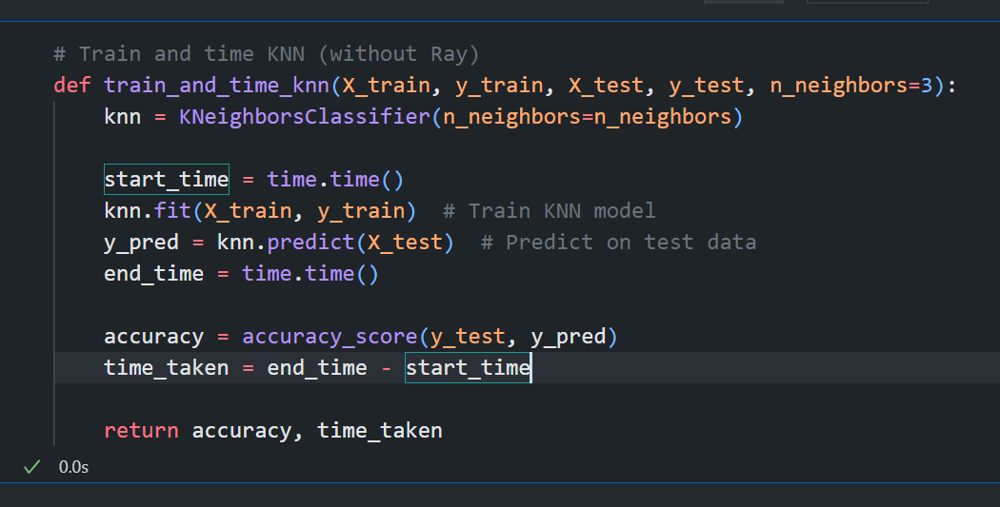 # Train and time KNN (without Ray)
def train_and_time_knn(X_train, y_train, X_test, y_test, n_neighbors=3):
    knn = KNeighborsClassifier(n_neighbors=n_neighbors)
    start_time = time.time()
    knn.fit(X_train, y_train)  # Train KNN model
    y_pred = knn.predict(X_test)  # Predict on test data
    end_time = time.time()
    accuracy = accuracy_score(y_test, y_pred)
    time_taken = end_time - start_time
    return accuracy, time_taken
0.0s